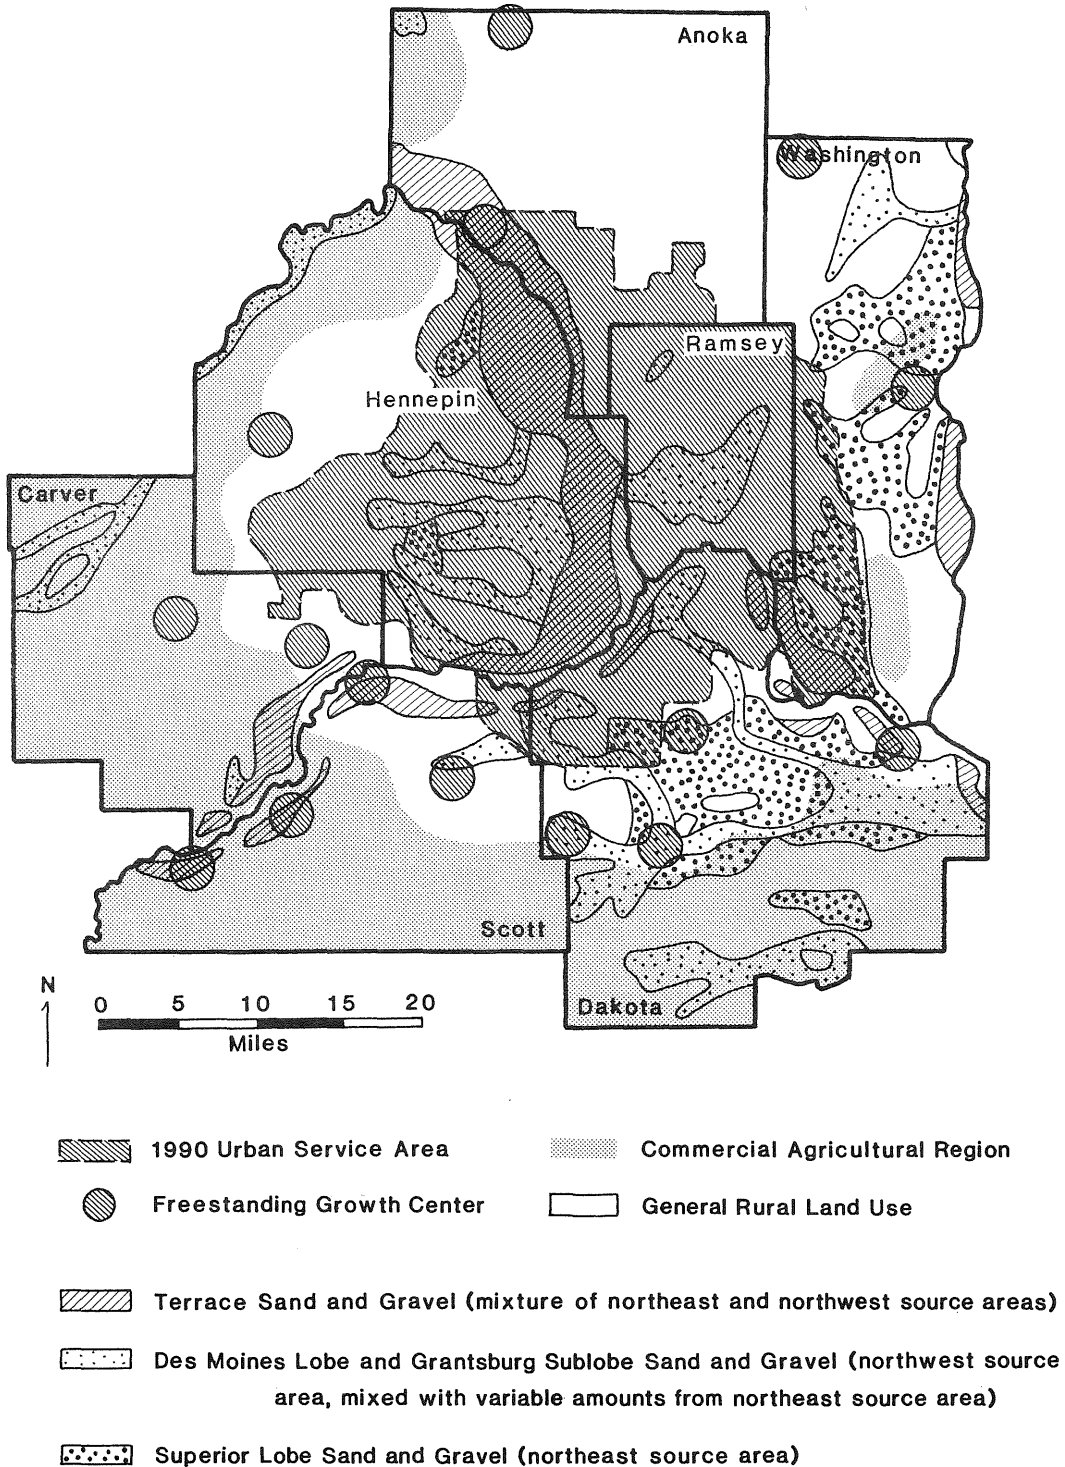 Anoka
Washington
Ramsey
Hennepin
Carver
Scott
Dakota
N
0 5 10 15 20
Miles
1990 Urban Service Area
Commercial Agricultural Region
Freestanding Growth Center
General Rural Land Use
Terrace Sand and Gravel (mixture of northeast and northwest source areas)
Des Moines Lobe and Grantsburg Sublobe Sand and Gravel (northwest source
area, mixed with variable amounts from northeast source area)
Superior Lobe Sand and Gravel (northeast source area)